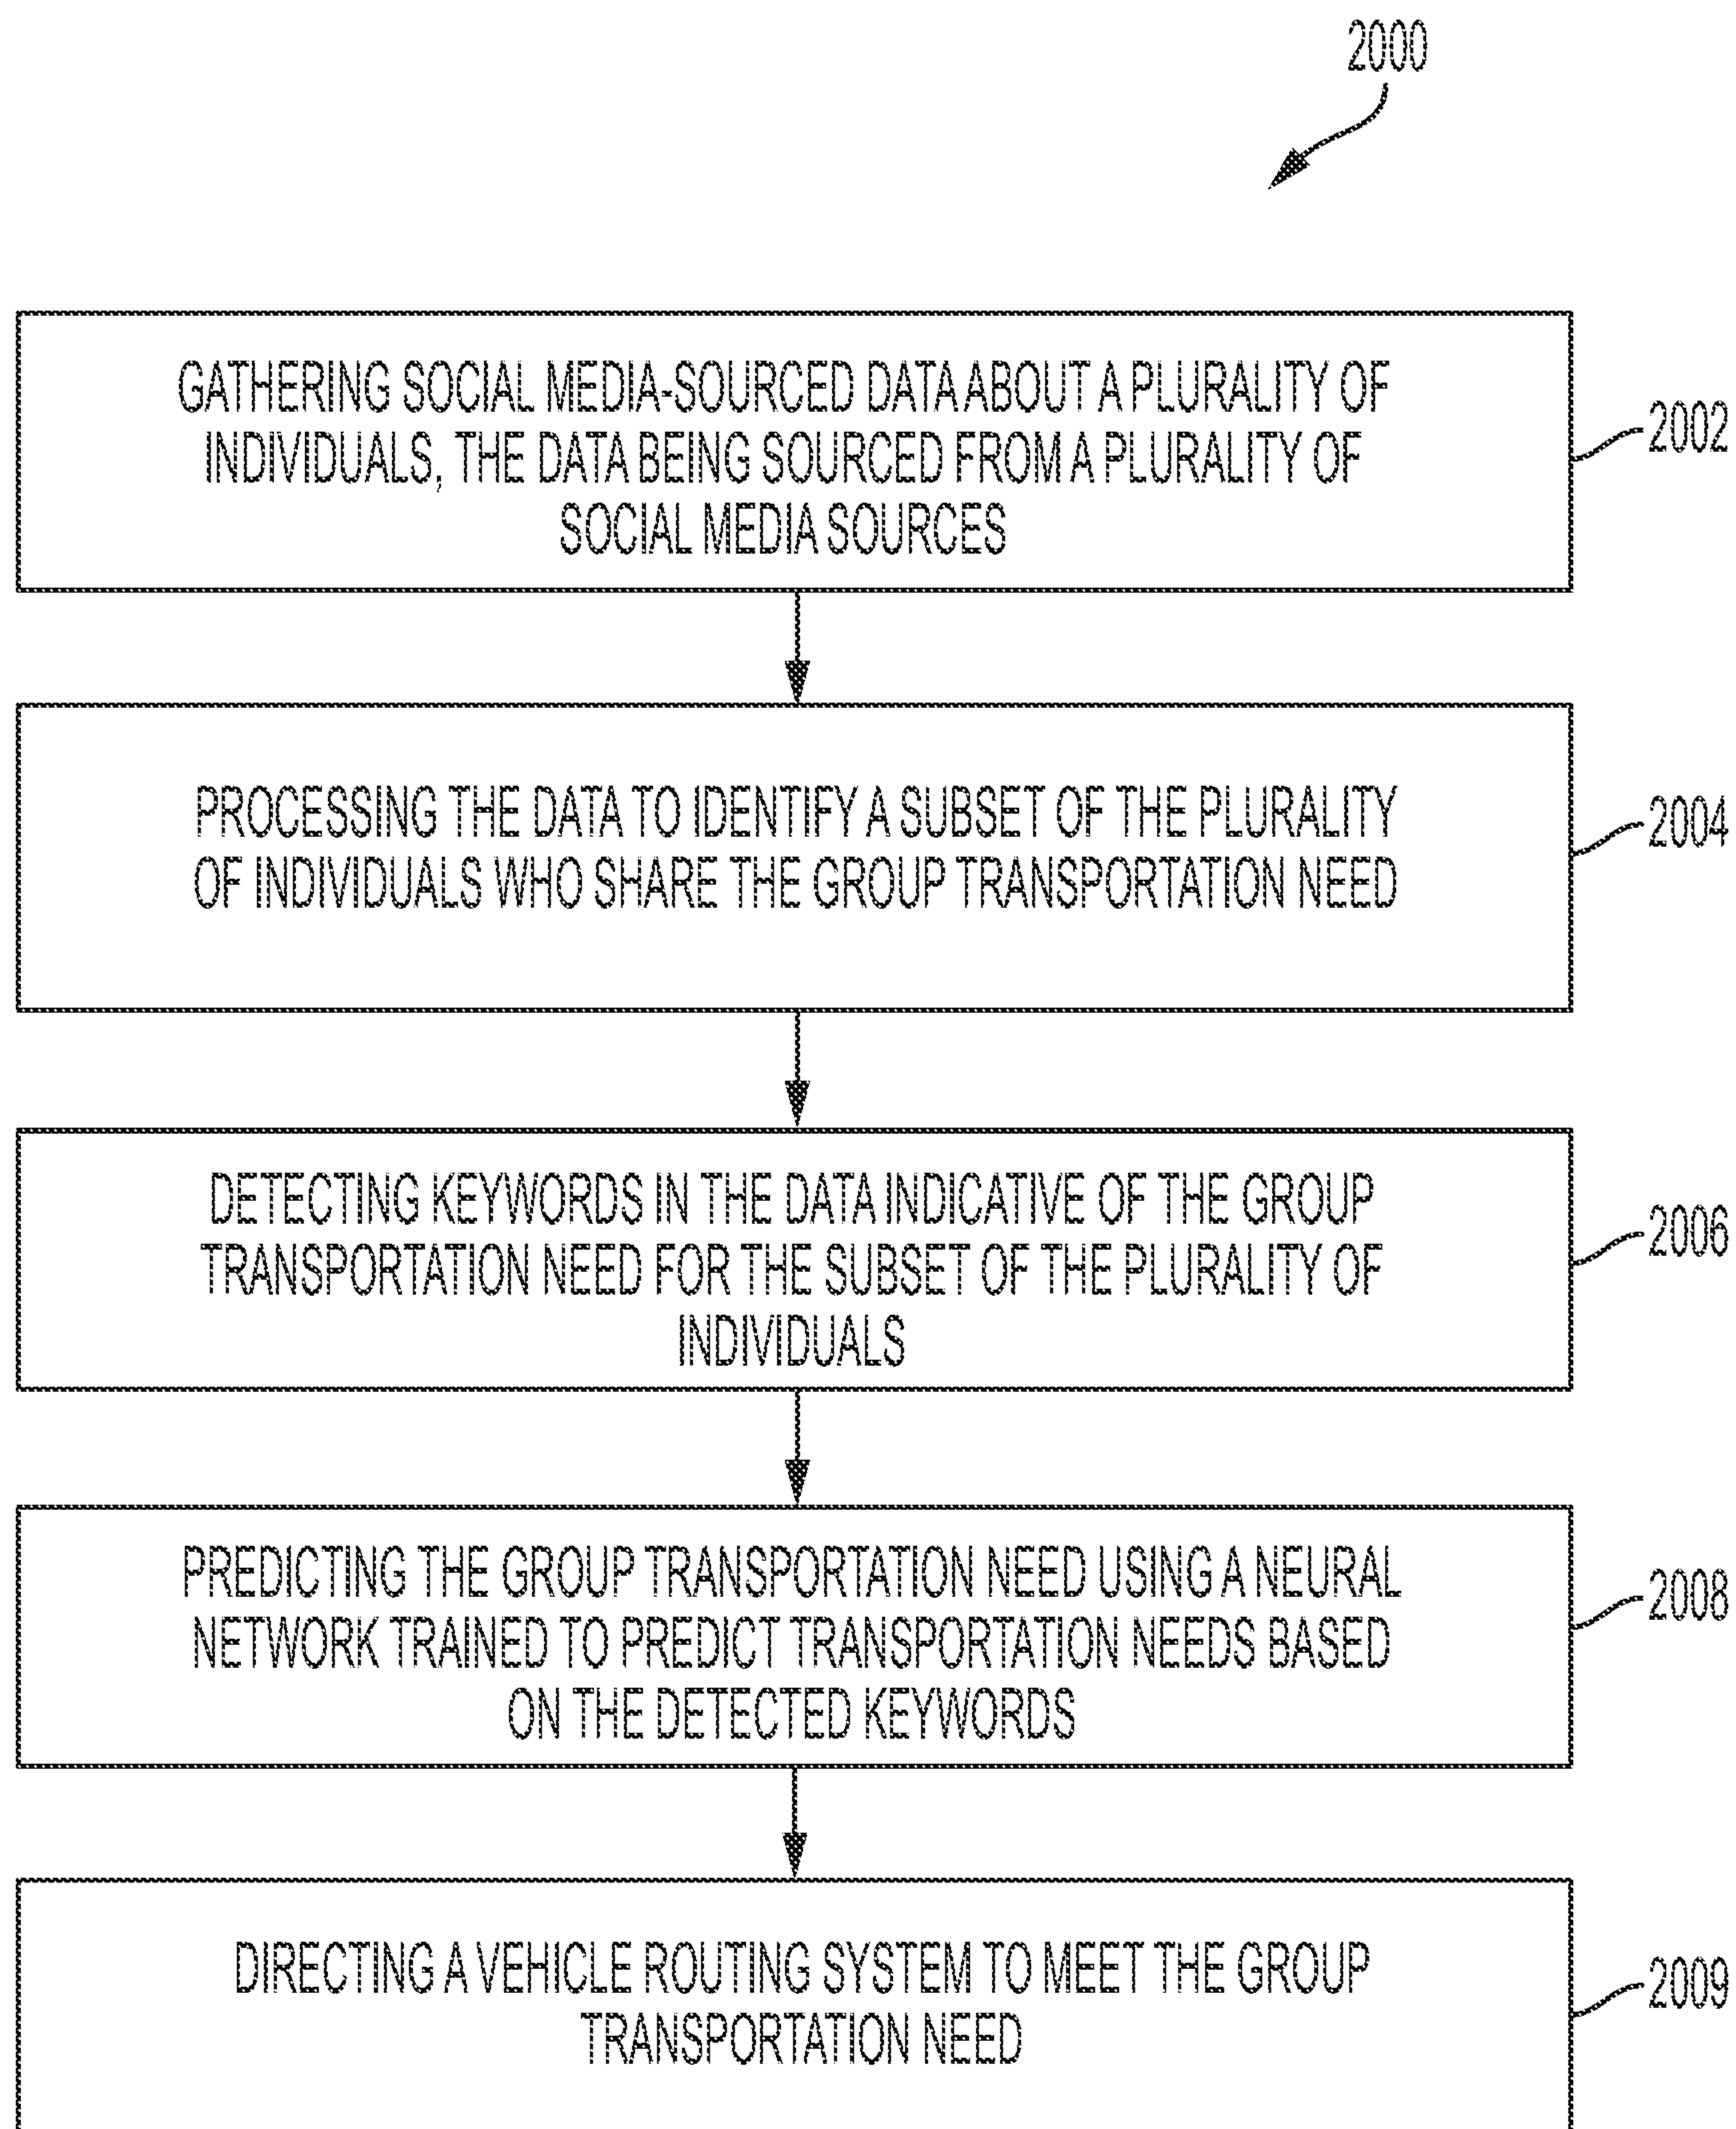 2000
GATHERING SOCIAL MEDIA-SOURCED DATA ABOUT A PLURALITY OF
INDIVIDUALS, THE DATA BEING SOURCED FROM A PLURALITY OF
SOCIAL MEDIA SOURCES
2002
PROCESSING THE DATA TO IDENTIFY A SUBSET OF THE PLURALITY
OF INDIVIDUALS WHO SHARE THE GROUP TRANSPORTATION NEED
2004
DETECTING KEYWORDS IN THE DATA INDICATIVE OF THE GROUP
TRANSPORTATION NEED FOR THE SUBSET OF THE PLURALITY OF
INDIVIDUALS
2006
PREDICTING THE GROUP TRANSPORTATION NEED USING A NEURAL
NETWORK TRAINED TO PREDICT TRANSPORTATION NEEDS BASED
ON THE DETECTED KEYWORDS
2008
DIRECTING A VEHICLE ROUTING SYSTEM TO MEET THE GROUP
TRANSPORTATION NEED
2009